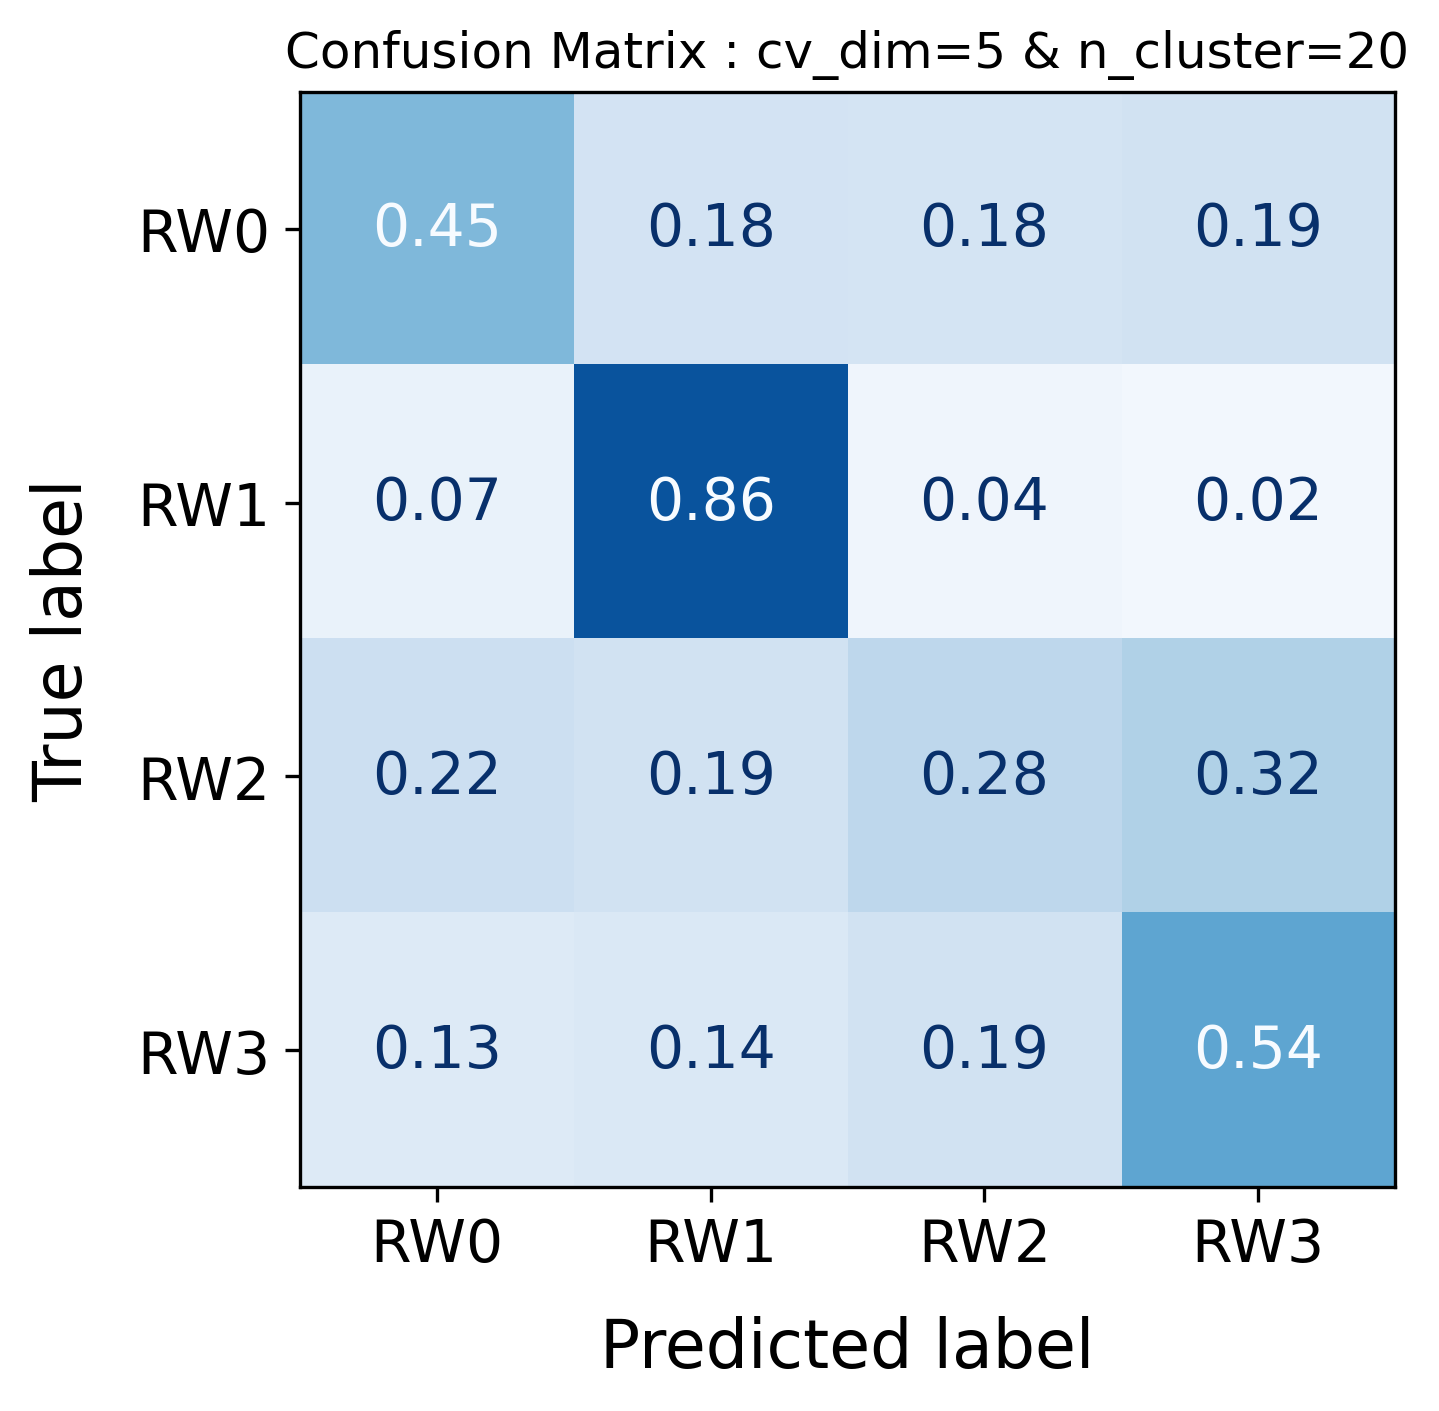 Confusion Matrix : cv_dim=5 & n_cluster=20
True label
RW0 0.45 0.18 0.18 0.19
RW1 0.07 0.86 0.04 0.02
RW2 0.22 0.19 0.28 0.32
RW3 0.13 0.14 0.19 0.54
RW0 RW1 RW2 RW3
Predicted label